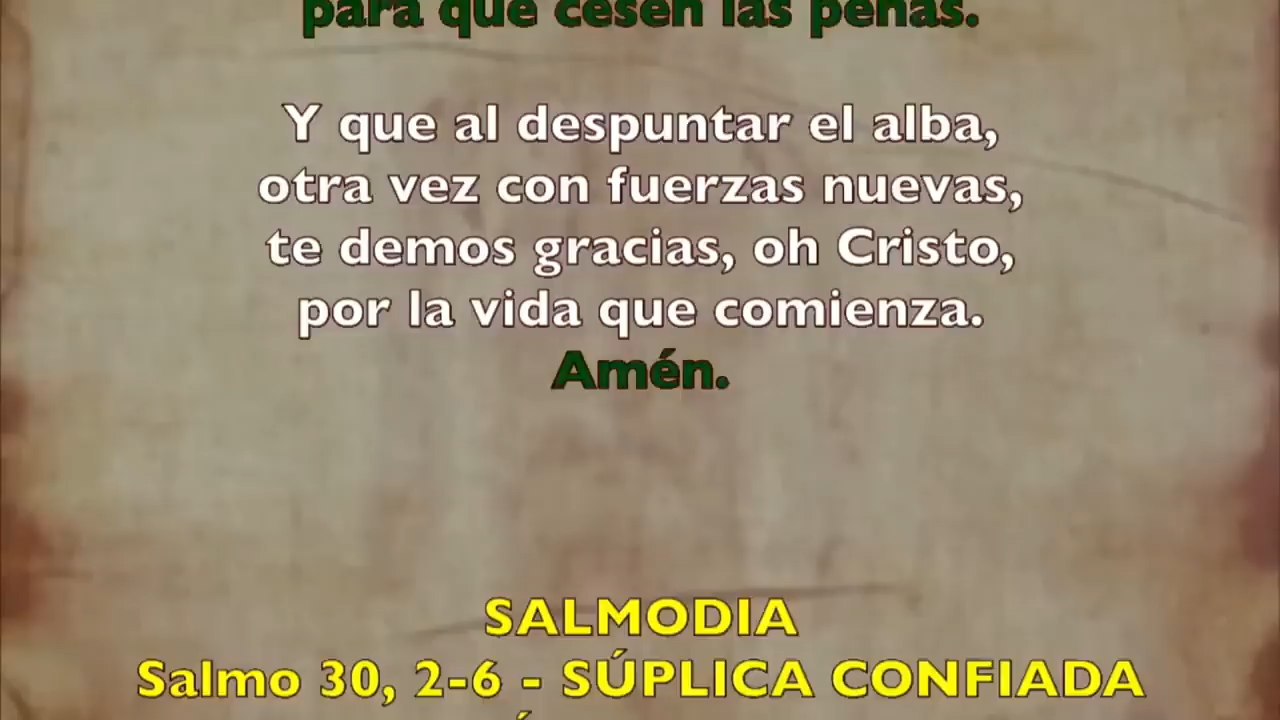 para que cesen las penas.
Y que al despuntar el alba,
otra vez con fuerzas nuevas,
te demos gracias, oh Cristo,
por la vida que comienza.
Amén.
SALMODIA
Salmo 30, 2-6 - SÚPLICA CONFIADA